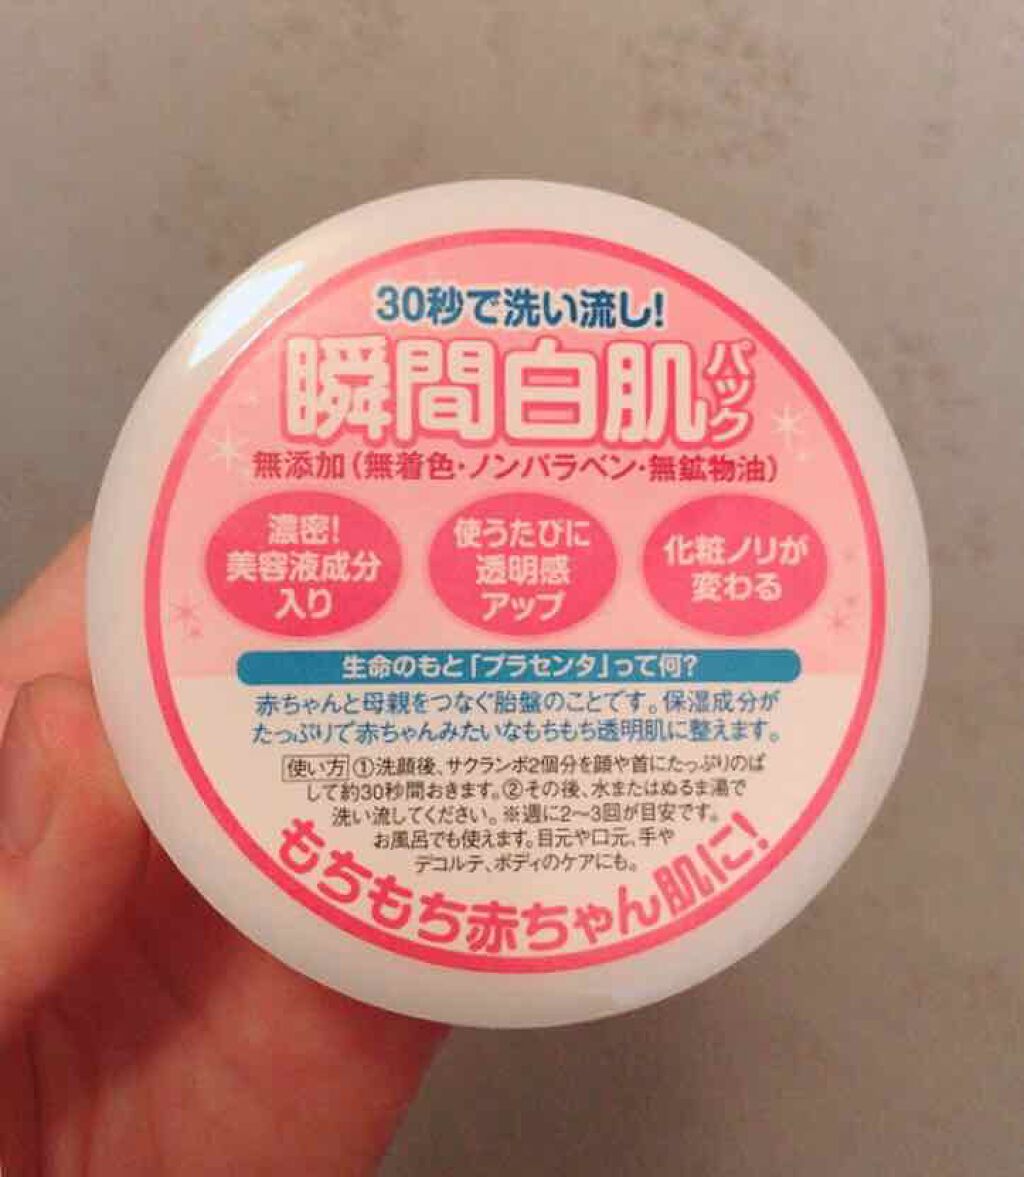 30秒で洗い流し!
瞬間白肌パック
無添加(無着色・ノンパラベン・無鉱物油)
濃密!
美容液成分
入り
使うたびに
透明感
アップ
化粧ノリが
変わる
生命のもと「プラセンタ」って何?
赤ちゃんと母親をつなぐ胎盤のことです。保湿成分が
たっぷりで赤ちゃんみたいなもちもち透明肌に整えます。
使い方 ①洗顔後、サクランボ2個分を顔や首にたっぷりのば
して約30秒間おきます。②その後、水またはぬるま湯で
洗い流してください。※週に2〜3回が目安です。
お風呂でも使えます。目元や口元、手や
デコルテ、ボディのケアにも。
もちもち赤ちゃん肌に!